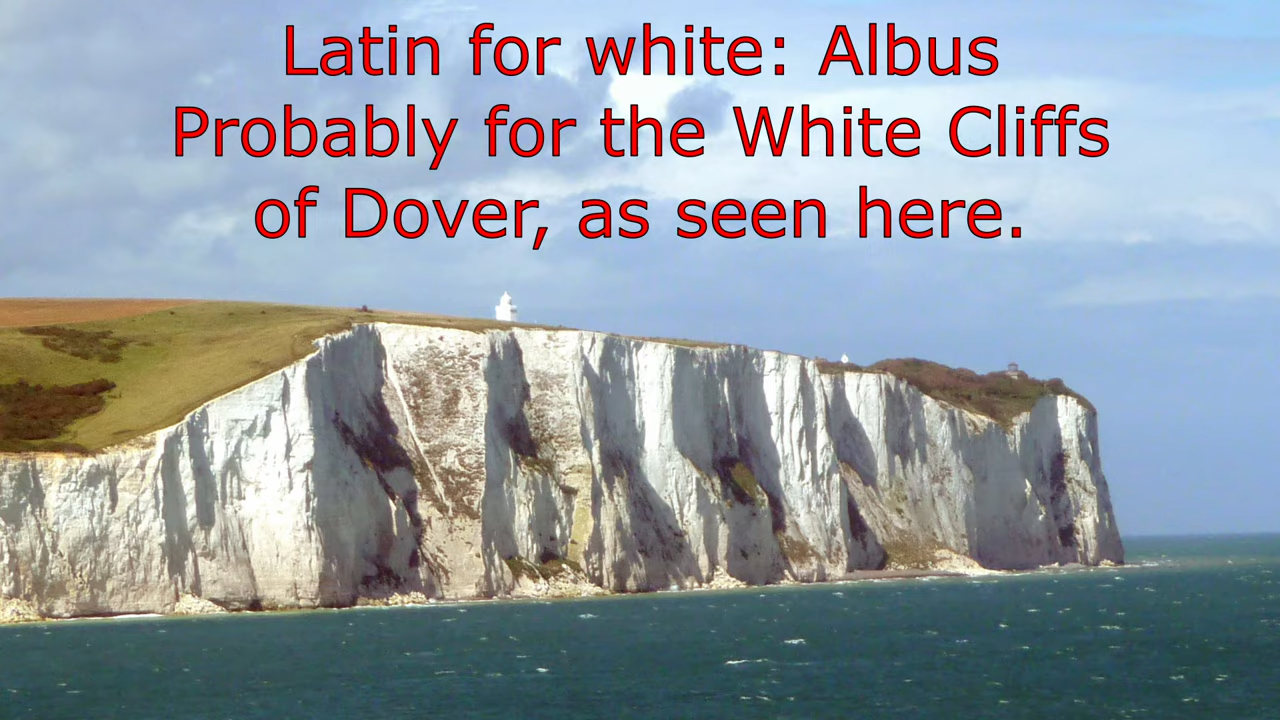 Latin for white: Albus
Probably for the White Cliffs
of Dover, as seen here.